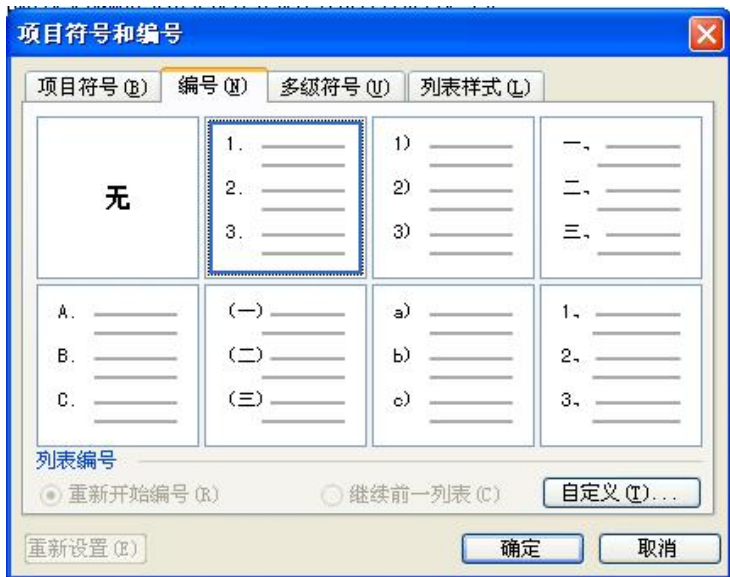 项目符号和编号
项目符号(B) 编号(N) 多级符号(U) 列表样式(L)
无
1.
2.
3.
1)
2)
3)
一、
二、
三、
A.
B.
C.
(一)
(二)
(三)
a)
b)
c)
1、
2、
3、
列表编号
重新开始编号(R) 继续前一列表(C) 自定义(T)...
重新设置(E) 确定 取消